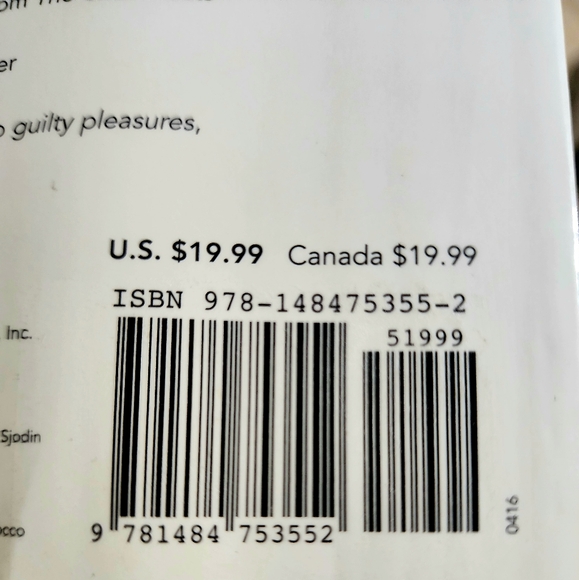 er
guilty pleasures,
U.S. $19.99 Canada $19.99
ISBN 978-148475355-2
51999
Inc.
Sjodin
9 781484 753552
0416